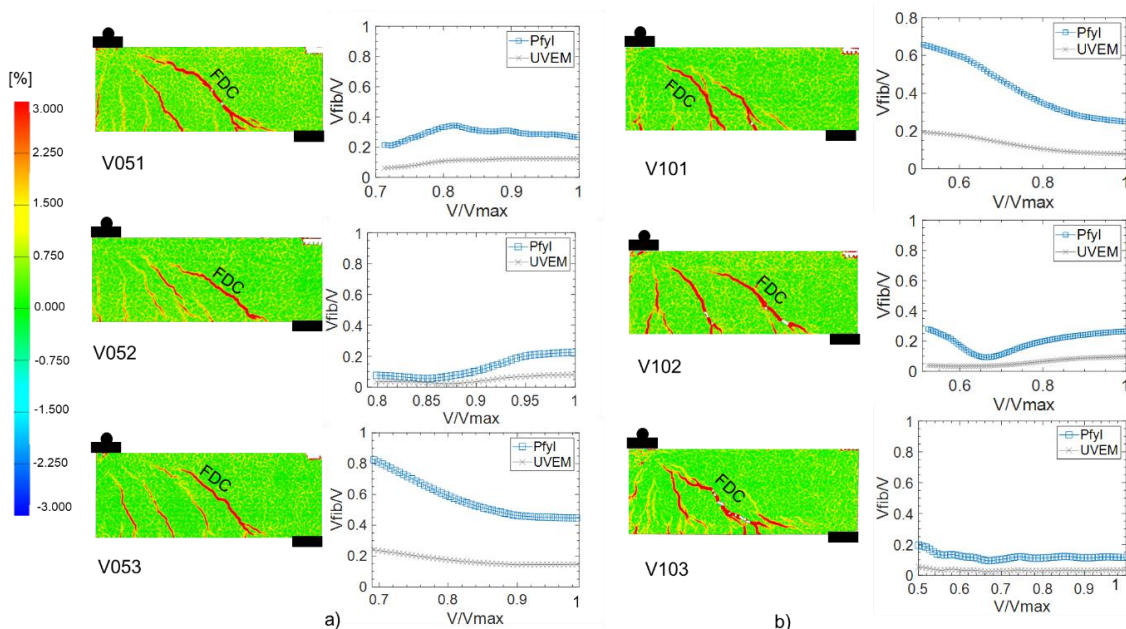 [%]
3.000
2.250
1.500
0.750
0.000
-0.750
-1.500
-2.250
-3.000
FDC
V051
Vfib/V
1
0.8
0.6
0.4
0.2
0
Pfyl
UVEM
0.7 0.8 0.9 1
V/Vmax
FDC
V052
Vfib/V
1
0.8
0.6
0.4
0.2
0
Pfyl
UVEM
0.8 0.85 0.9 0.95 1
V/Vmax
FDC
V053
Vfib/V
1
0.8
0.6
0.4
0.2
0
Pfyl
UVEM
0.7 0.8 0.9 1
V/Vmax
a)
FDC
V101
Vfib/V
0.8
0.6
0.4
0.2
0
Pfyl
UVEM
0.6 0.8 1
V/Vmax
FDC
V102
Vfib/V
1
0.8
0.6
0.4
0.2
0
Pfyl
UVEM
0.6 0.8 1
V/Vmax
FDC
V103
Vfib/V
1
0.8
0.6
0.4
0.2
0
Pfyl
UVEM
0.5 0.6 0.7 0.8 0.9 1
V/Vmax
b)